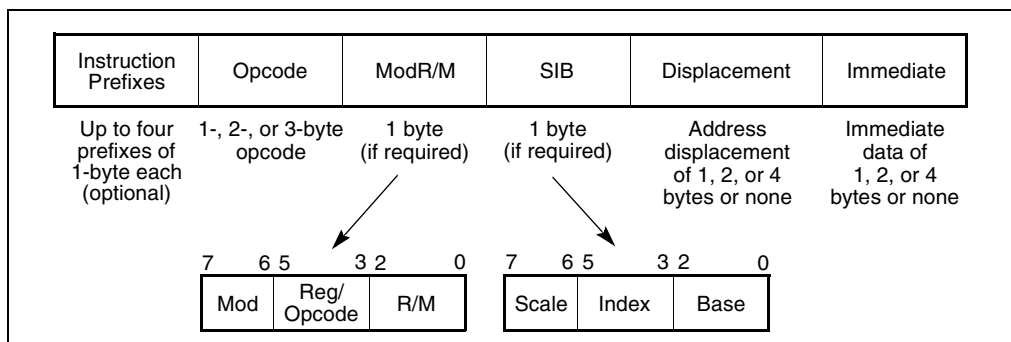 Instruction Prefixes
Opcode
ModR/M
SIB
Displacement
Immediate
Up to four prefixes of 1-byte each (optional)
1-, 2-, or 3-byte opcode
1 byte (if required)
1 byte (if required)
Address displacement of 1, 2, or 4 bytes or none
Immediate data of 1, 2, or 4 bytes or none
7 6 5 3 2 0
Mod
Reg/Opcode
R/M
7 6 5 3 2 0
Scale
Index
Base